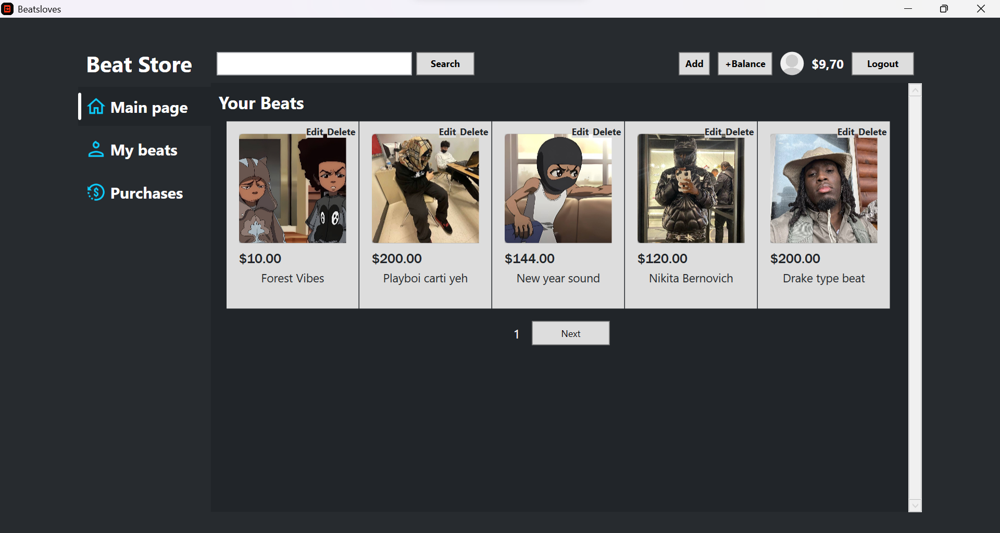 Beatsloves
Beat Store
Search
Add
+Balance
$9,70
Logout
Main page
My beats
Purchases
Your Beats
Edit Delete
$10.00
Forest Vibes
Edit Delete
$200.00
Playboi carti yeh
Edit Delete
$144.00
New year sound
Edit Delete
$120.00
Nikita Bernovich
Edit Delete
$200.00
Drake type beat
1
Next